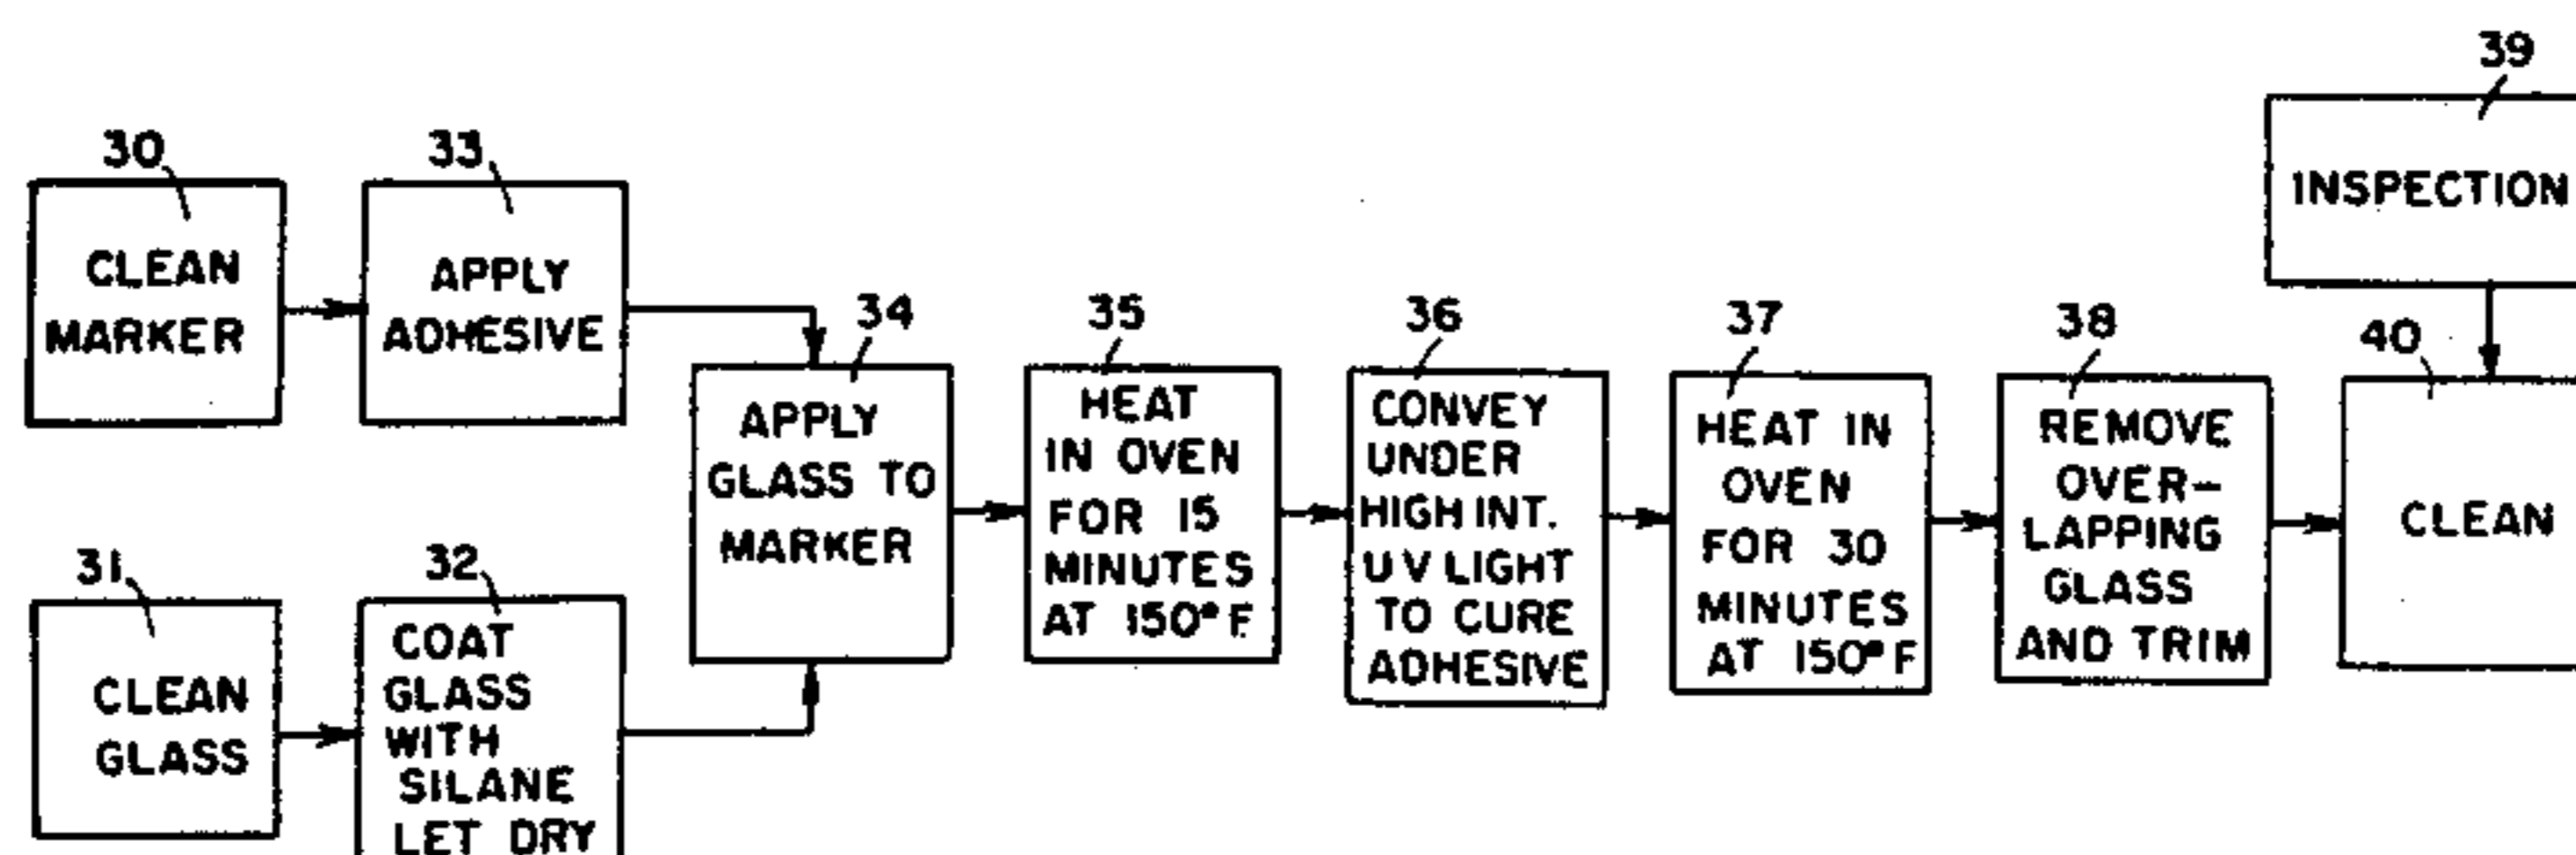 30
CLEAN
MARKER
33
APPLY
ADHESIVE
31
CLEAN
GLASS
32
COAT
GLASS
WITH
SILANE
LET DRY
34
APPLY
GLASS TO
MARKER
35
HEAT
IN OVEN
FOR 15
MINUTES
AT 150°F
36
CONVEY
UNDER
HIGH INT.
UV LIGHT
TO CURE
ADHESIVE
37
HEAT IN
OVEN
FOR 30
MINUTES
AT 150°F
38
REMOVE
OVER-
LAPPING
GLASS
AND TRIM
39
INSPECTION
40
CLEAN